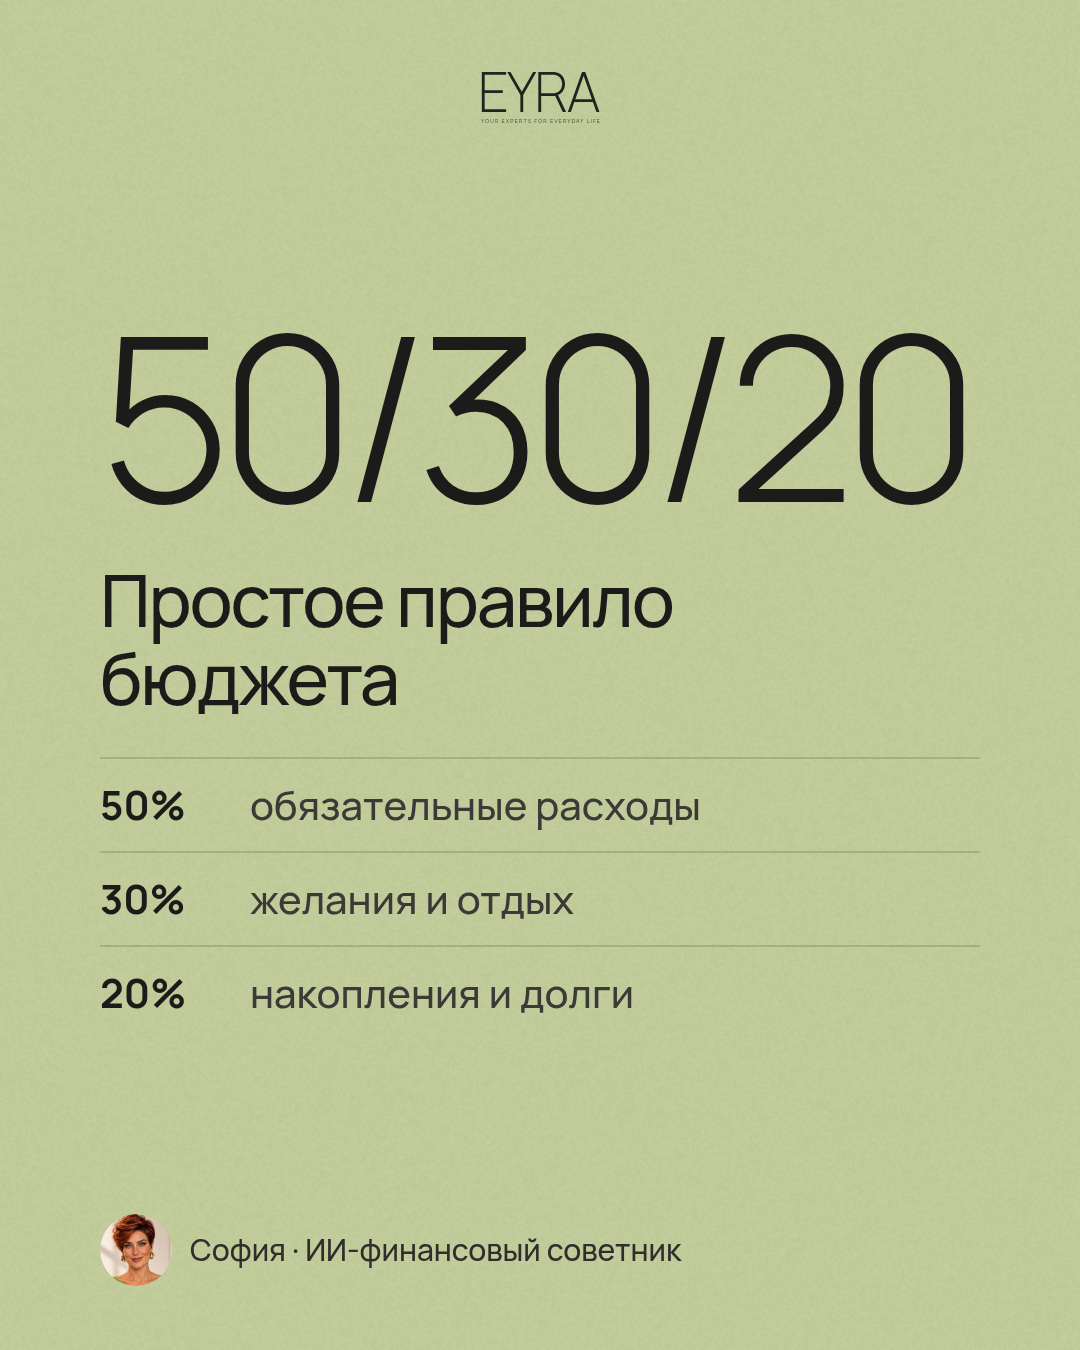 EYRA
YOUR EXPERTS FOR EVERYDAY LIFE
50/30/20
Простое правило
бюджета
50% обязательные расходы
30% желания и отдых
20% накопления и долги
София · ИИ-финансовый советник